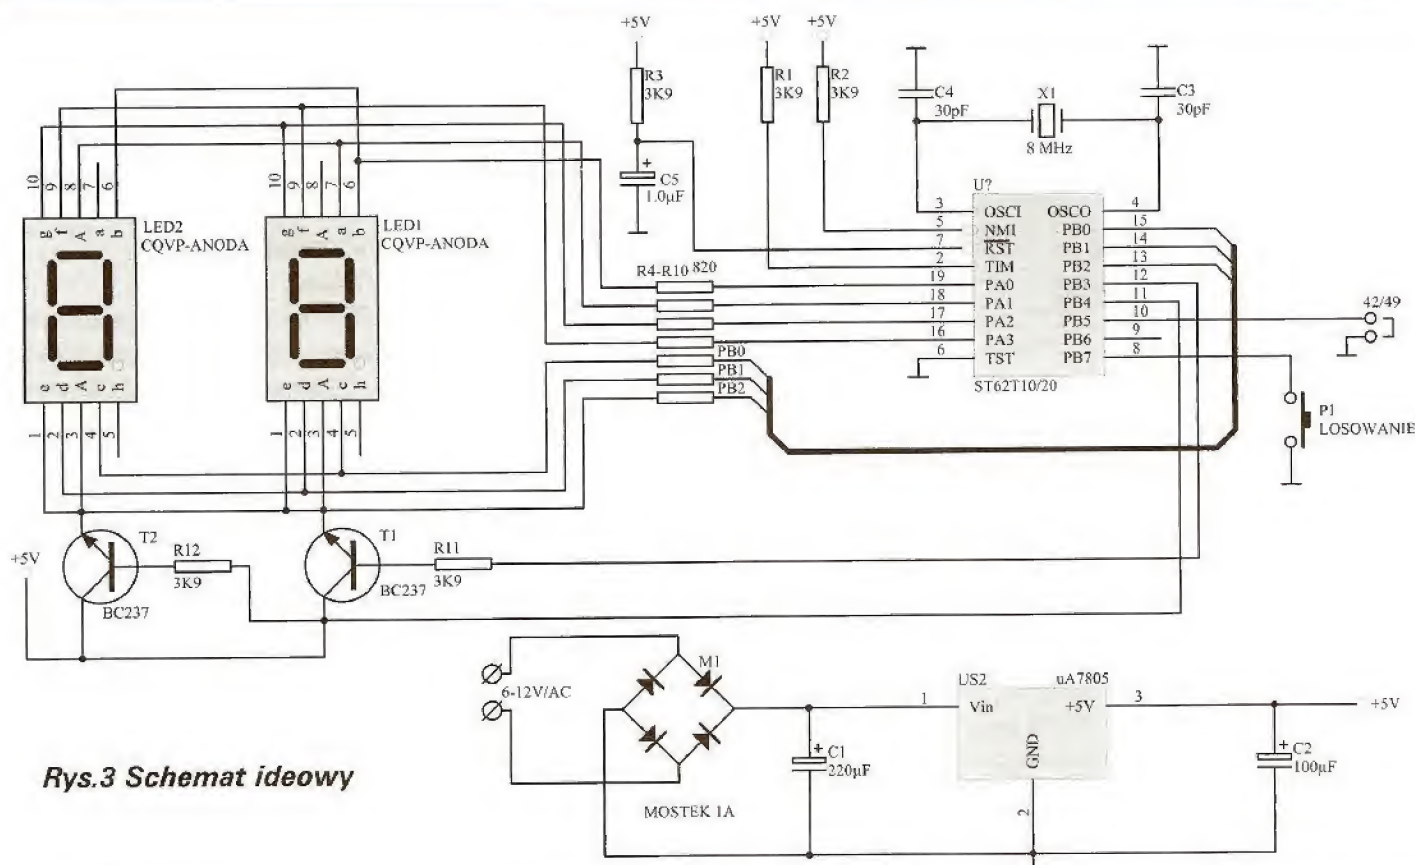 +5V
+5V
+5V
R3
3K9
R1
3K9
R2
3K9
C4
30pF
X1
8 MHz
C3
30pF
+
C5
1.0µF
U?
3
OSCI
OSCO
4
5
NMI
PB0
15
7
RST
PB1
14
2
TIM
PB2
13
19
PA0
PB3
12
18
PA1
PB4
11
17
PA2
PB5
10
16
PA3
PB6
9
6
TST
PB7
8
ST62T10/20
42/49
P1
LOSOWANIE
R4-R10
820
PB0
PB1
PB2
10
9
8
7
6
g
f
A
a
b
LED2
CQVP-ANODA
e
d
A
c
h
1
2
3
4
5
10
9
8
7
6
g
f
A
a
b
LED1
CQVP-ANODA
e
d
A
c
h
1
2
3
4
5
+5V
T2
BC237
R12
3K9
T1
BC237
R11
3K9
6-12V/AC
M1
MOSTEK 1A
+
C1
220µF
US2
uA7805
1
Vin
+5V
3
GND
2
+5V
+
C2
100µF
Rys.3 Schemat ideowy